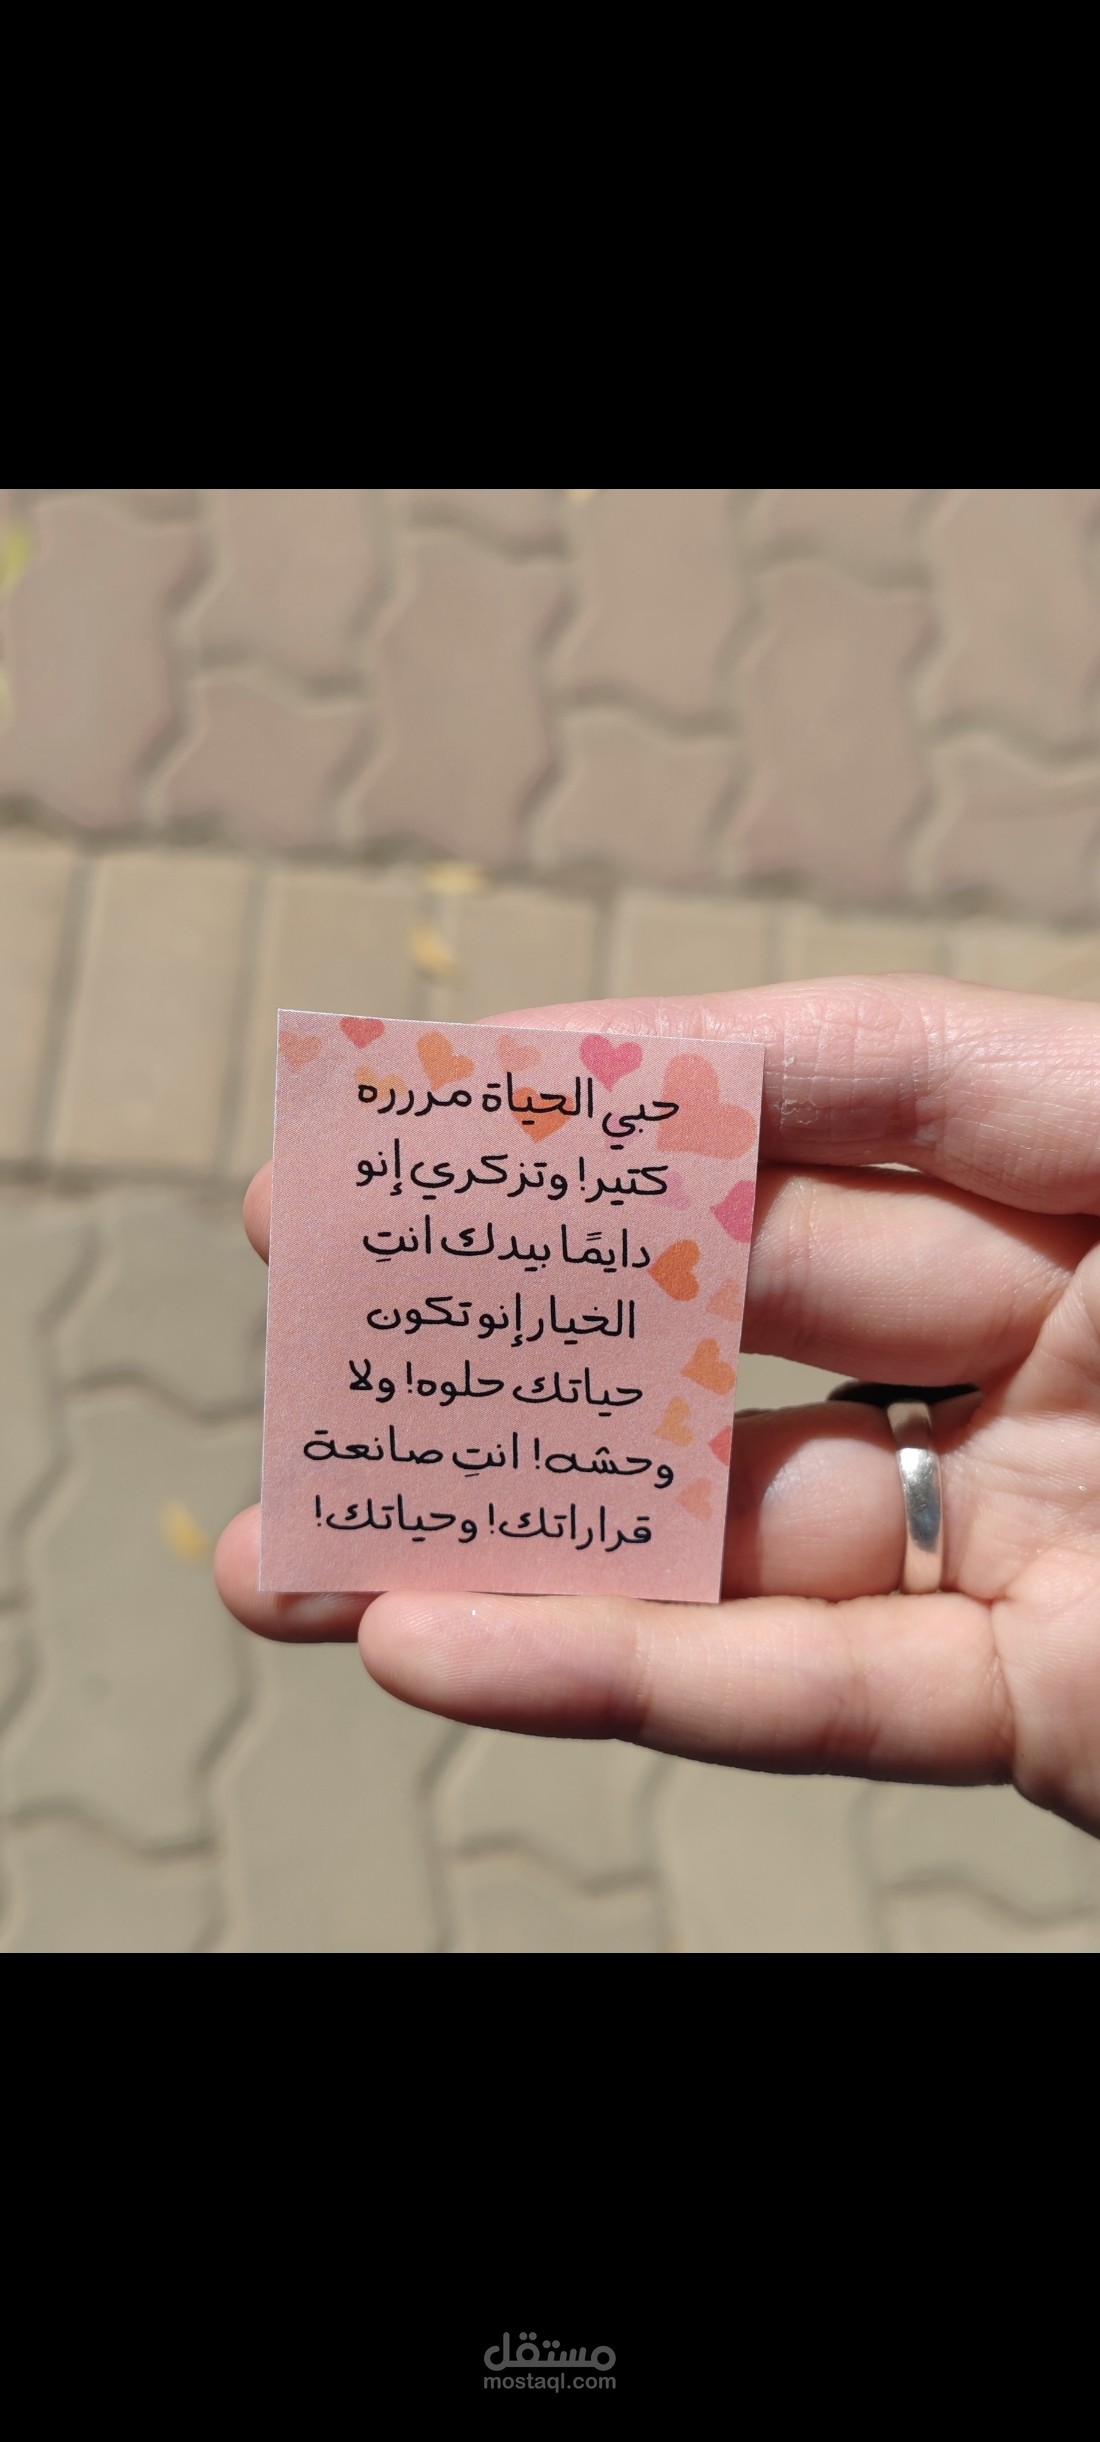 حبي الحياة مررره
كتير! وتزكري إنو
دايمًا بيدك انتِ
الخيار إنو تكون
حياتك حلوه! ولا
وحشه! انتِ صانعة
قراراتك! وحياتك!
مستقل
mostaql.com